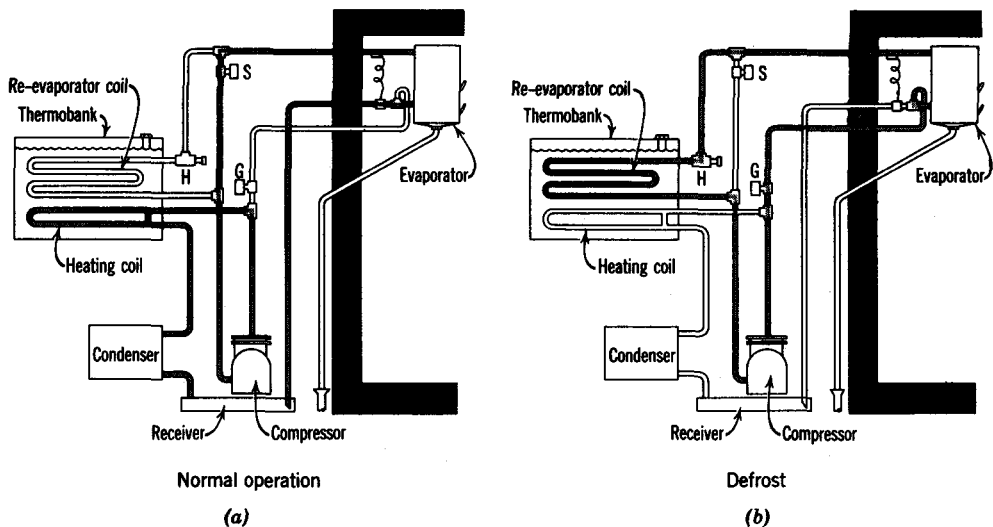 S
Re-evaporator coil
Thermobank
H
G
Evaporator
Heating coil
Condenser
Receiver
Compressor
Normal operation
(a)
S
Re-evaporator coil
Thermobank
H
G
Evaporator
Heating coil
Condenser
Receiver
Compressor
Defrost
(b)